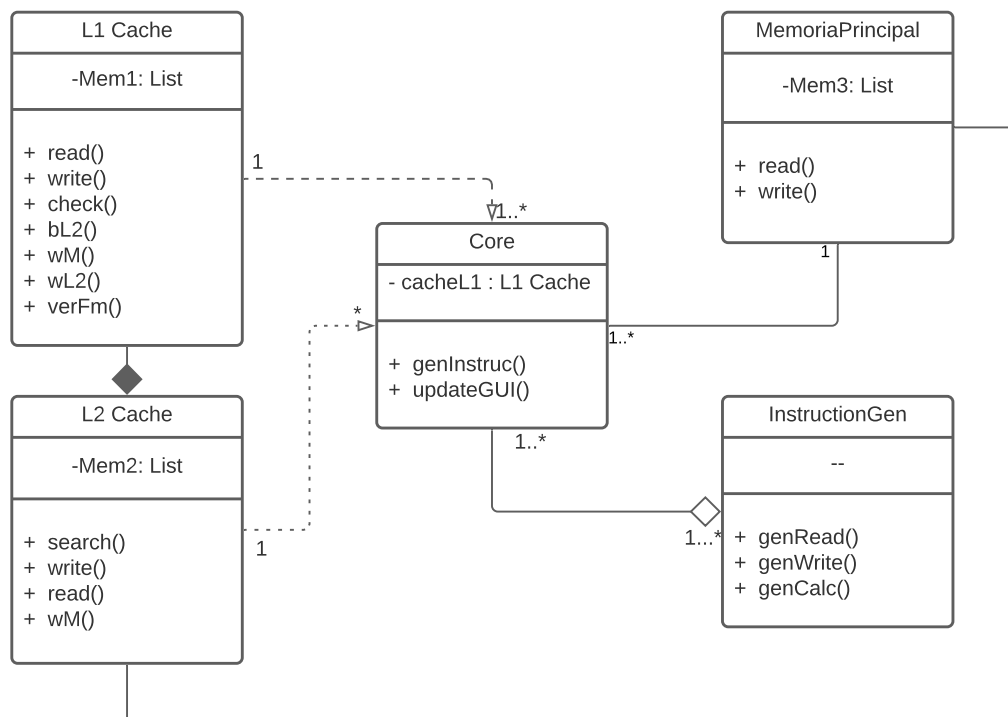 L1 Cache
-Mem1: List
+ read()
+ write()
+ check()
+ bL2()
+ wM()
+ wL2()
+ verFm()
1
1..*
L2 Cache
-Mem2: List
+ search()
+ write()
+ read()
+ wM()
1
*
Core
- cacheL1 : L1 Cache
+ genInstruc()
+ updateGUI()
1..*
1..*
MemoriaPrincipal
-Mem3: List
+ read()
+ write()
1
InstructionGen
--
+ genRead()
+ genWrite()
+ genCalc()
1...*